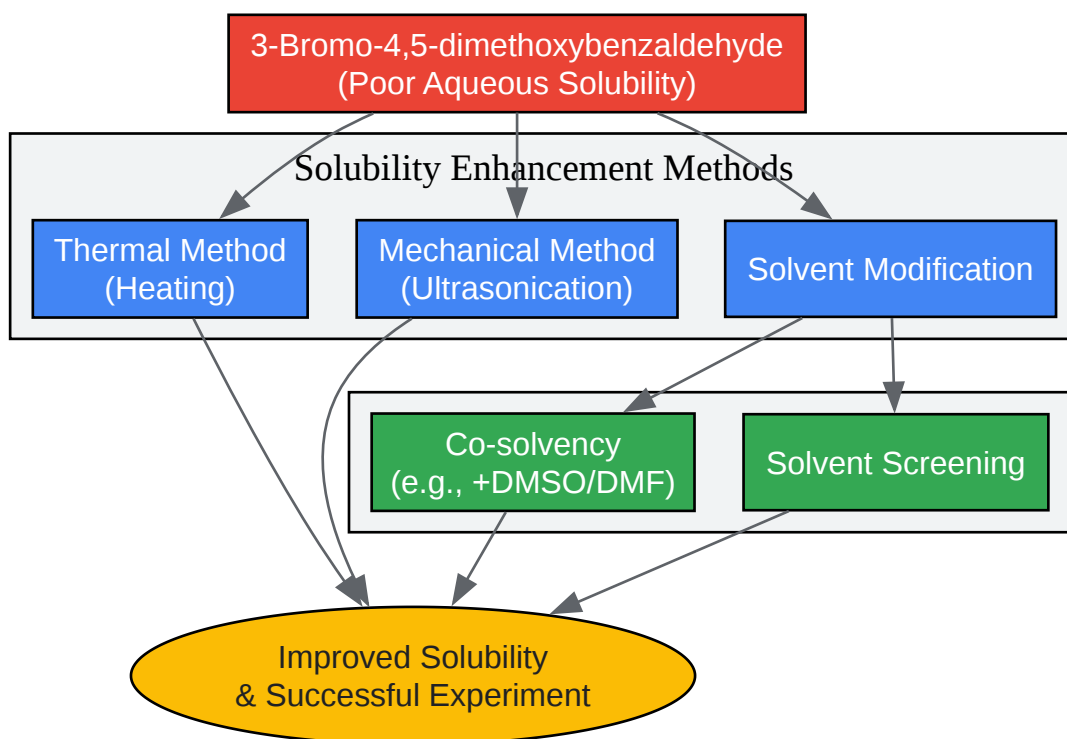 3-Bromo-4,5-dimethoxybenzaldehyde
(Poor Aqueous Solubility)
Solubility Enhancement Methods
Thermal Method
(Heating)
Mechanical Method
(Ultrasonication)
Solvent Modification
Co-solvency
(e.g., +DMSO/DMF)
Solvent Screening
Improved Solubility
& Successful Experiment